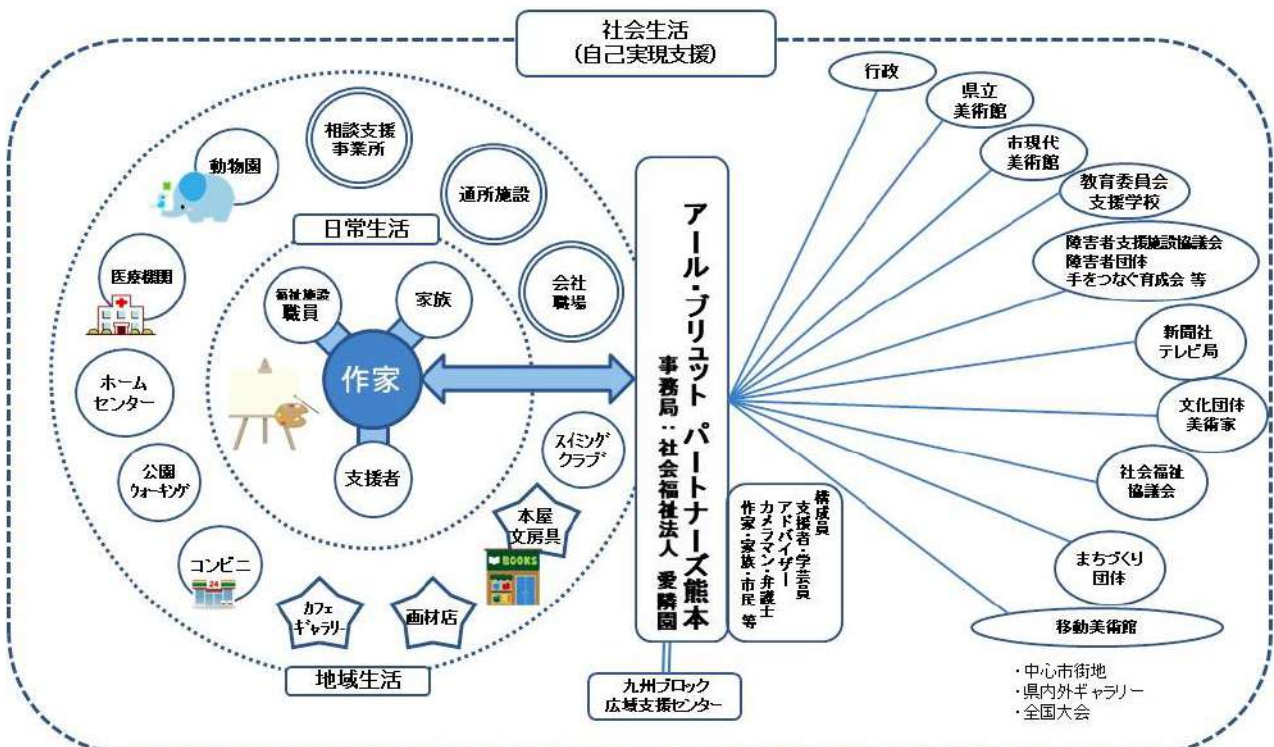 社会生活
(自己実現支援)
行政
県立
美術館
市現代
美術館
教育委員会
支援学校
障害者支援施設協議会
障害者団体
手をつなぐ育成会 等
新聞社
テレビ局
文化団体
美術家
社会福祉
協議会
まちづくり
団体
移動美術館
・中心市街地
・県内外ギャラリー
・全国大会
相談支援
事業所
動物園
通所施設
日常生活
医療機関
福祉施設
職員
家族
会社
職場
作家
ホーム
センター
支援者
スイミング
クラブ
公園
ウォーキング
本屋
文房具
BOOKS
コンビニ
24
カフェ
ギャラリー
画材店
地域生活
アール・ブリュット パートナーズ熊本
事務局:社会福祉法人 愛隣園
構成員
支援者・学芸員
アドバイザー
カメラマン・弁護士
作家・家族・市民 等
九州ブロック
広域支援センター